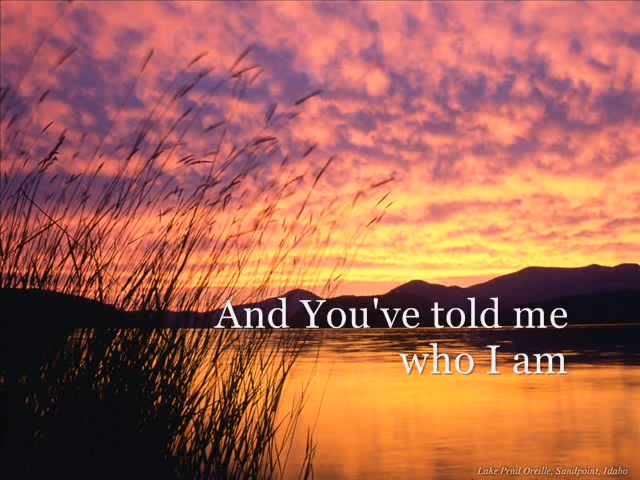 And You've told me
who I am
Lake Pend Oreille, Sandpoint, Idaho